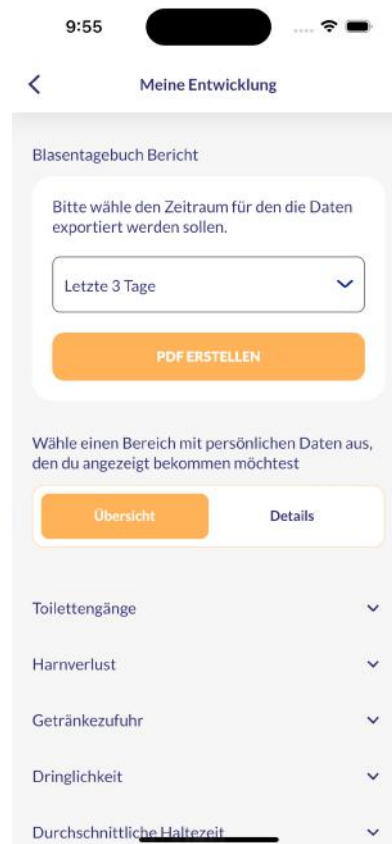 9:55
Meine Entwicklung
Blasentagebuch Bericht
Bitte wähle den Zeitraum für den die Daten
exportiert werden sollen.
Letzte 3 Tage
PDF ERSTELLEN
Wähle einen Bereich mit persönlichen Daten aus,
den du angezeigt bekommen möchtest
Übersicht
Details
Toilettengänge
Harnverlust
Getränkezufuhr
Dringlichkeit
Durchschnittliche Haltezeit